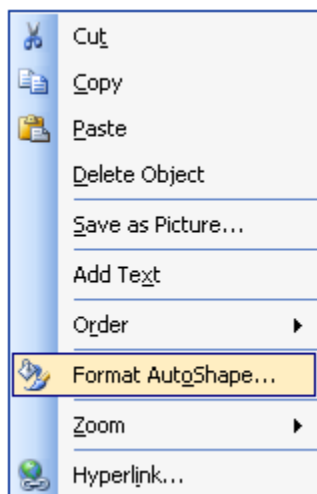 Cut
Copy
Paste
Delete Object
Save as Picture...
Add Text
Order
Format AutoShape...
Zoom
Hyperlink...